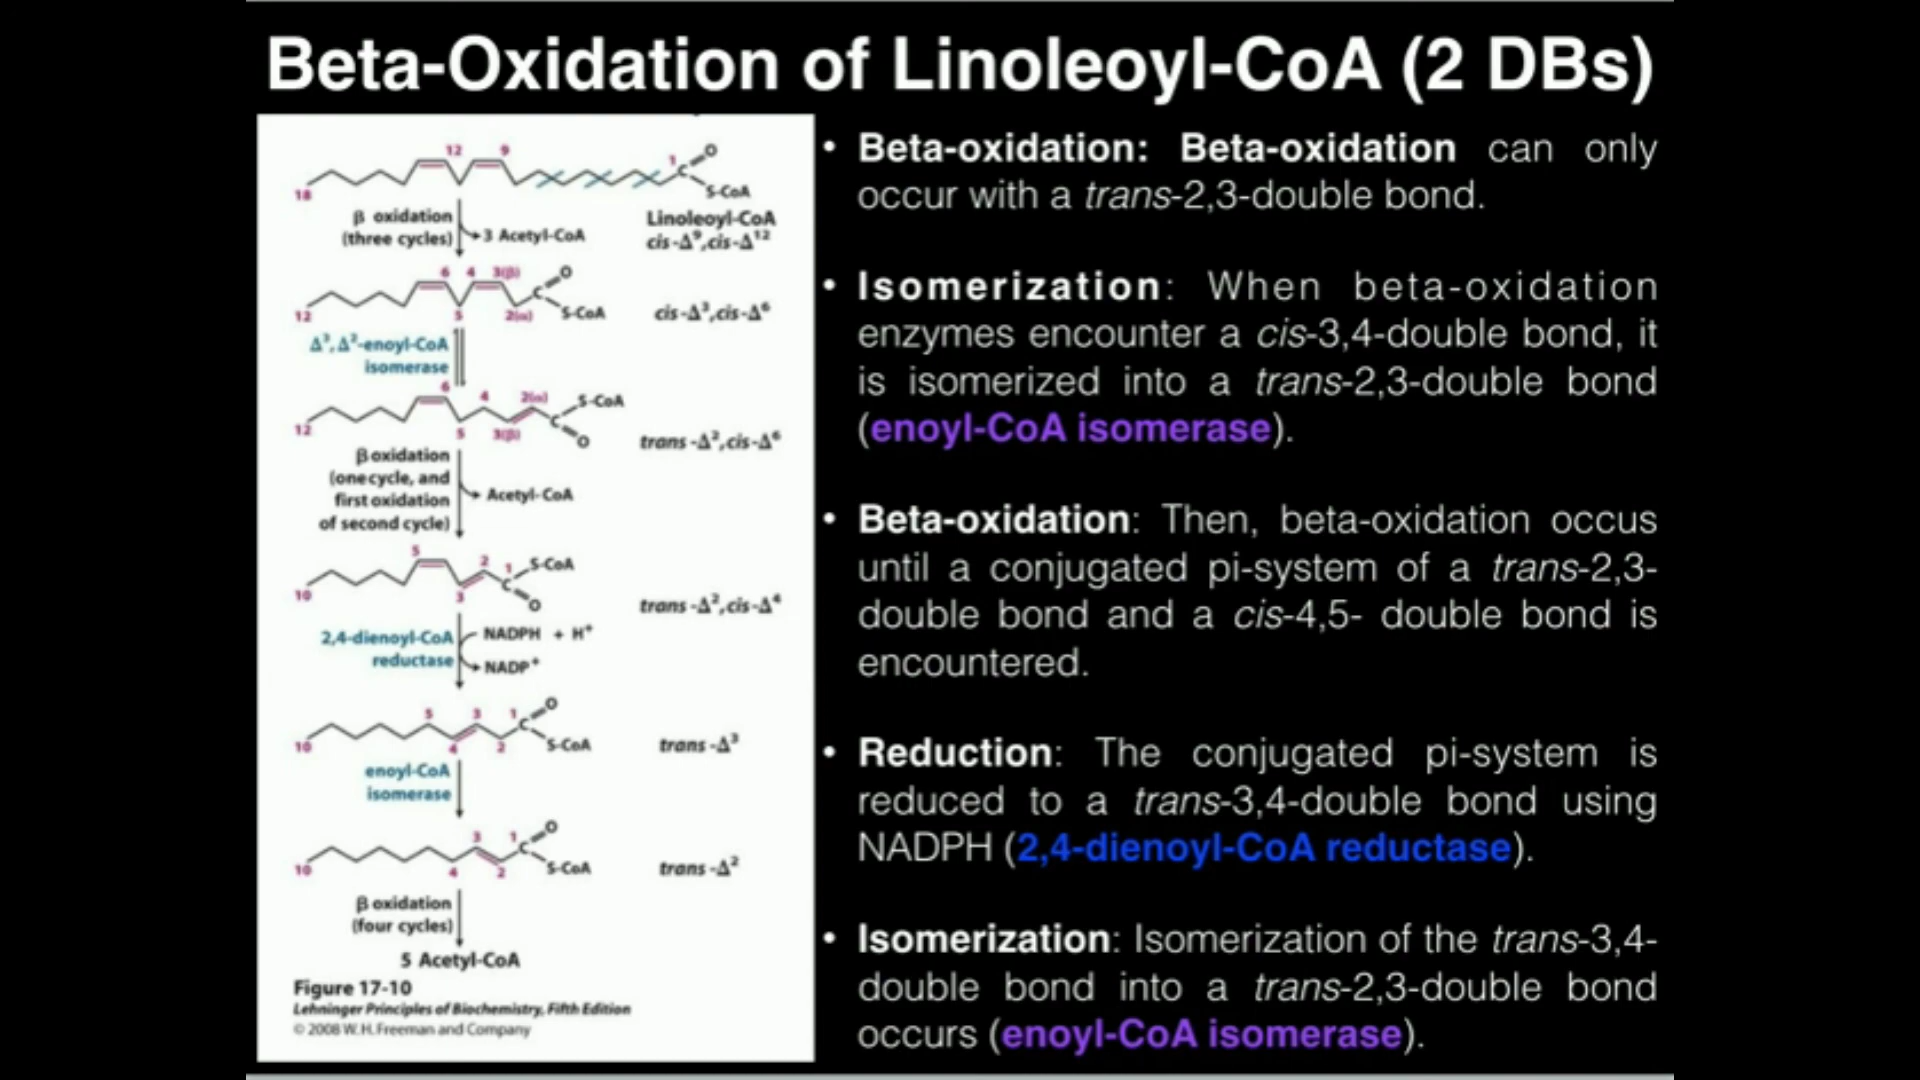 Beta-Oxidation of Linoleoyl-CoA (2 DBs)
12 9 1 O
C
S-CoA
18
β oxidation
(three cycles)
3 Acetyl-CoA
Linoleoyl-CoA
cis-Δ⁹,cis-Δ¹²
6 4 3(β) O
C
12 5 2(α) S-CoA
cis-Δ³,cis-Δ⁶
Δ³,Δ²-enoyl-CoA
isomerase
6 4 2(α) S-CoA
C
12 5 3(β) O
trans-Δ²,cis-Δ⁶
β oxidation
(one cycle, and
first oxidation
of second cycle)
Acetyl-CoA
5 2 1 S-CoA
C
10 3 O
trans-Δ²,cis-Δ⁴
2,4-dienoyl-CoA
reductase
NADPH + H⁺
NADP⁺
5 3 1 O
C
10 4 2 S-CoA
trans-Δ³
enoyl-CoA
isomerase
3 1 O
C
10 4 2 S-CoA
trans-Δ²
β oxidation
(four cycles)
5 Acetyl-CoA
Figure 17-10
Lehninger Principles of Biochemistry, Fifth Edition
© 2008 W. H. Freeman and Company
• Beta-oxidation: Beta-oxidation can only
occur with a trans-2,3-double bond.
• Isomerization: When beta-oxidation
enzymes encounter a cis-3,4-double bond, it
is isomerized into a trans-2,3-double bond
(enoyl-CoA isomerase).
• Beta-oxidation: Then, beta-oxidation occus
until a conjugated pi-system of a trans-2,3-
double bond and a cis-4,5- double bond is
encountered.
• Reduction: The conjugated pi-system is
reduced to a trans-3,4-double bond using
NADPH (2,4-dienoyl-CoA reductase).
• Isomerization: Isomerization of the trans-3,4-
double bond into a trans-2,3-double bond
occurs (enoyl-CoA isomerase).